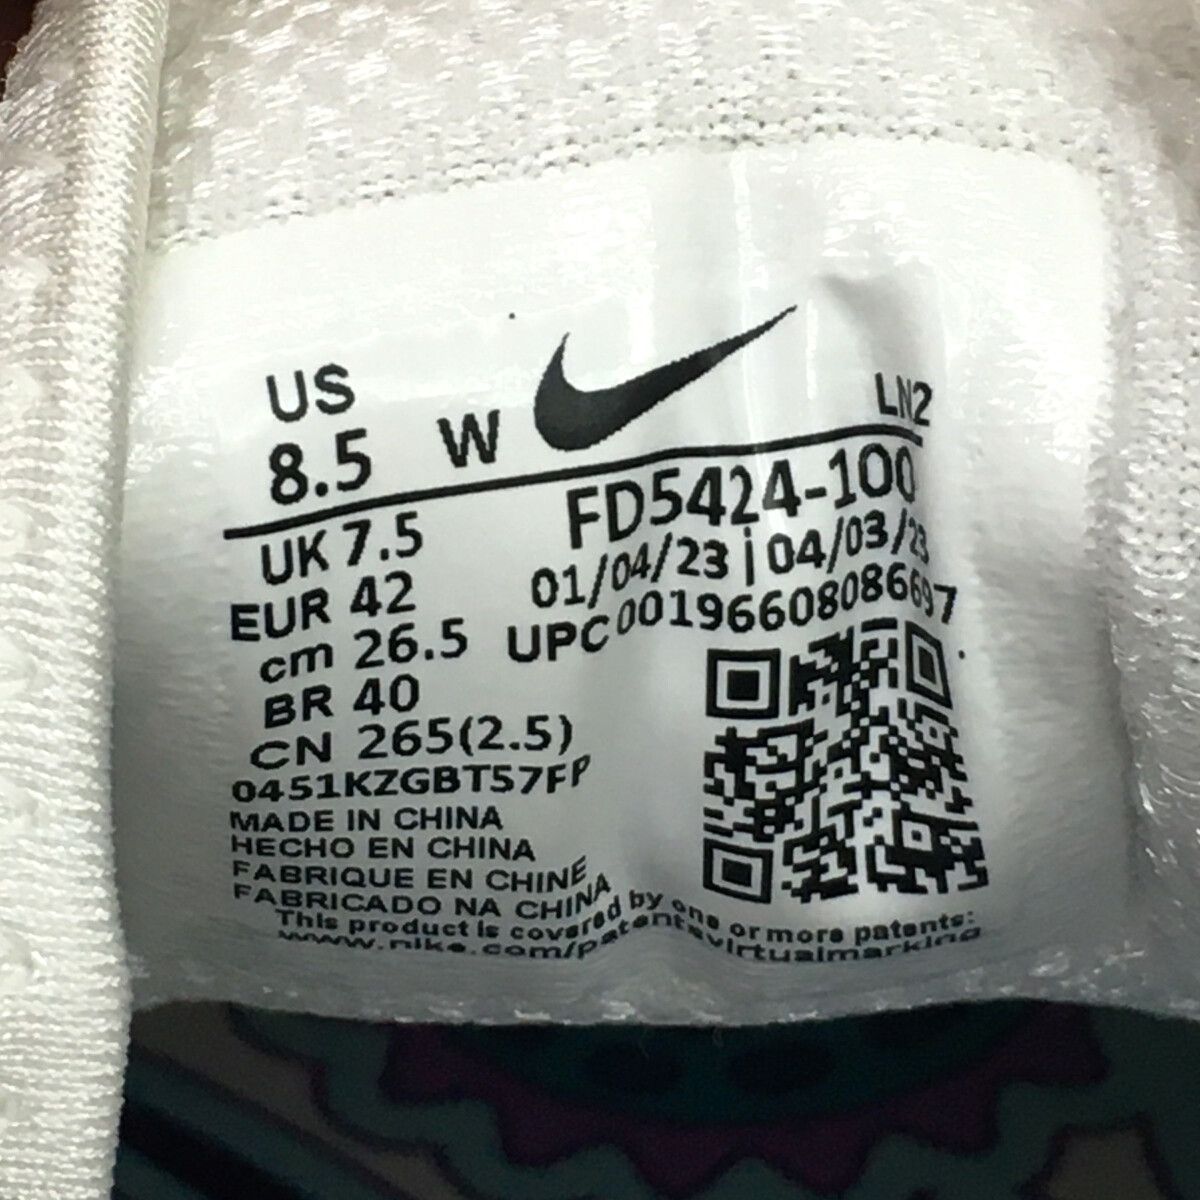 US
8.5 W
LN2
UK 7.5
FD5424-100
EUR 42
01/04/23 | 04/03/23
cm 26.5
UPC 00196608086697
BR 40
CN 265(2.5)
0451KZGBT57FP
MADE IN CHINA
HECHO EN CHINA
FABRIQUE EN CHINE
FABRICADO NA CHINA
This product is covered by one or more patents:
www.nike.com/patentsvirtualmarking